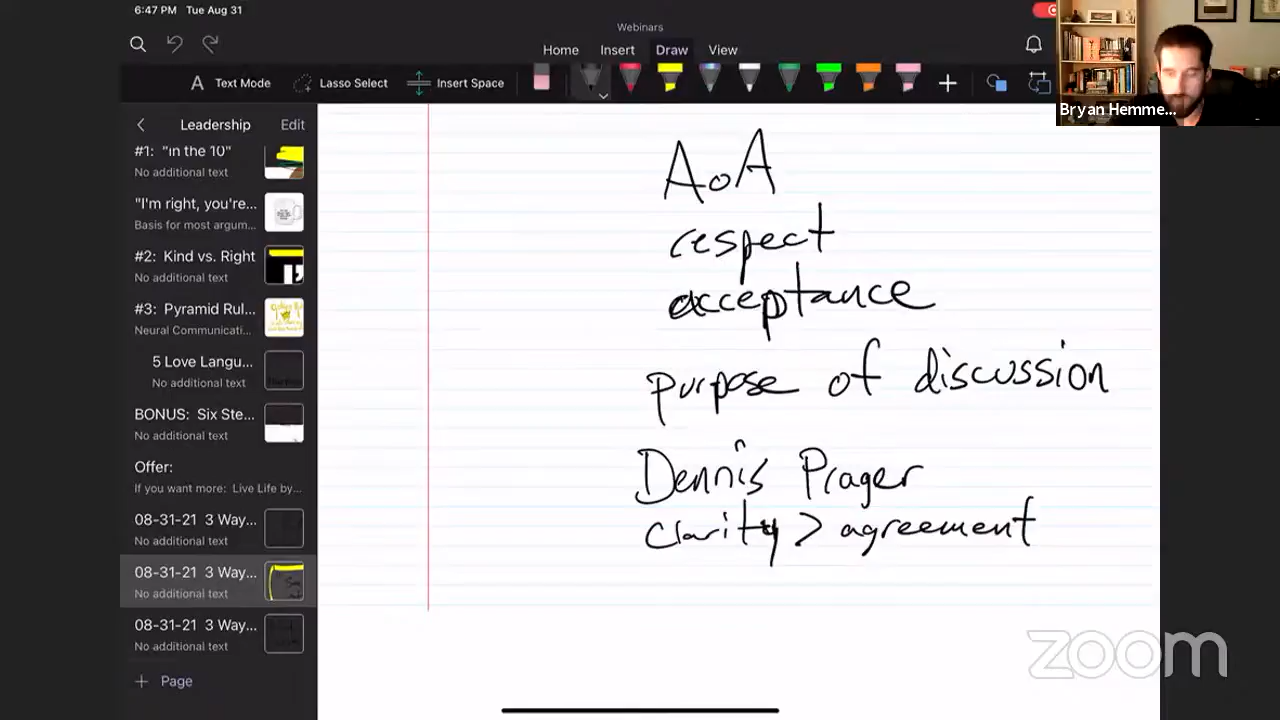 6:47 PM Tue Aug 31
Webinars
Home Insert Draw View
Text Mode Lasso Select Insert Space
Bryan Hemme...
Leadership Edit
#1: "in the 10"
No additional text
"I'm right, you're...
Basis for most argum...
#2: Kind vs. Right
No additional text
#3: Pyramid Rul...
Neural Communicati...
5 Love Langu...
No additional text
BONUS: Six Ste...
No additional text
Offer:
If you want more: Live Life by...
08-31-21 3 Way...
No additional text
08-31-21 3 Way...
No additional text
08-31-21 3 Way...
No additional text
Page
AoA
respect
acceptance
purpose of discussion
Dennis Prager
clarity > agreement
zoom